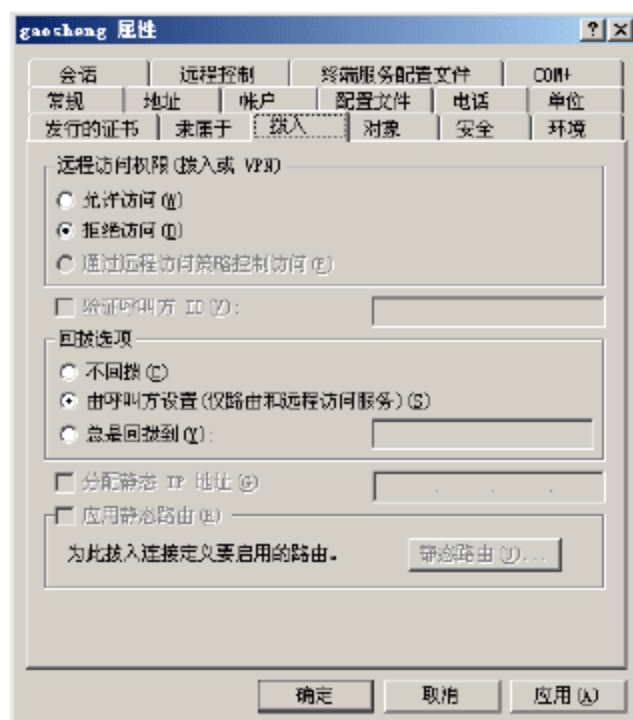 gaosheng 属性
会话 远程控制 终端服务配置文件 COM+
常规 地址 帐户 配置文件 电话 单位
发行的证书 隶属于 拨入 对象 安全 环境
远程访问权限(拨入或 VPN)
允许访问(W)
拒绝访问(D)
通过远程访问策略控制访问(P)
验证呼叫方 ID(V):
回拨选项
不回拨(C)
由呼叫方设置(仅路由和远程访问服务)(S)
总是回拨到(Y):
分配静态 IP 地址(G)
应用静态路由(R)
为此拨入连接定义要启用的路由。 静态路由(U)...
确定 取消 应用(A)